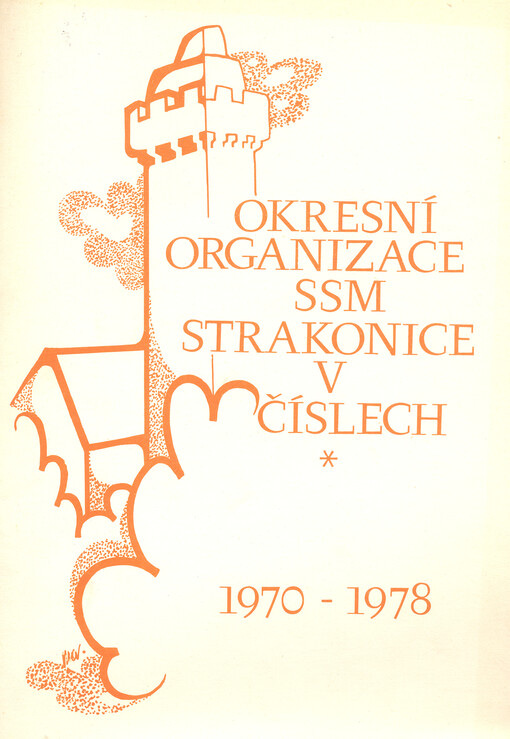 OKRESNÍ
ORGANIZACE
SSM
STRAKONICE
V
ČÍSLECH
*
1970 - 1978